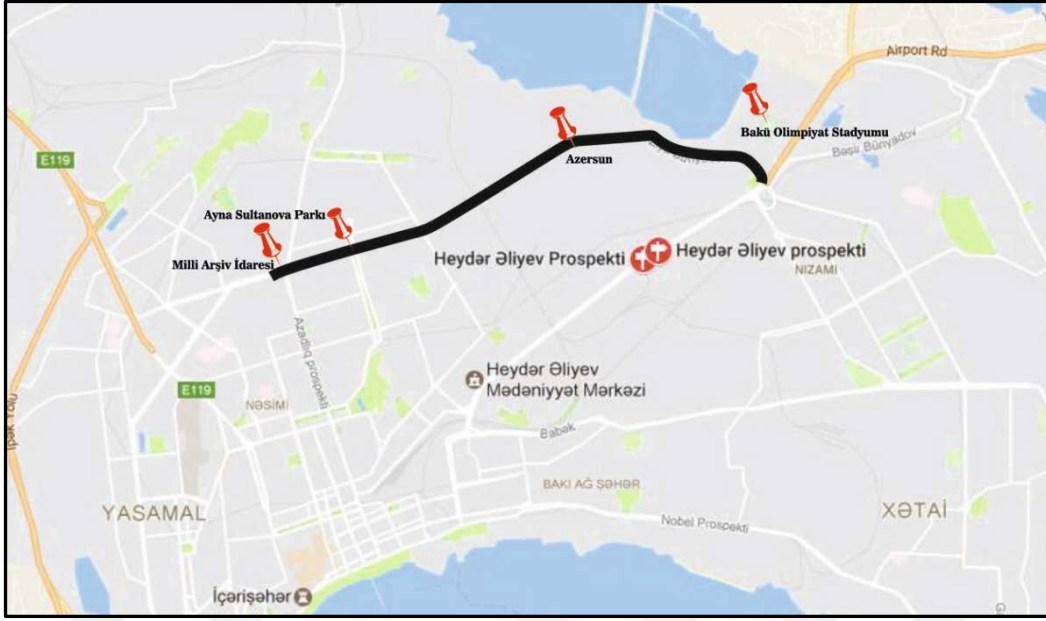 Airport Rd
Bakü Olimpiyat Stadyumu
Bəşir Bünyadov
E119
Azersun
Ayna Sultanova Parkı
Milli Arşiv İdaresi
Heydər Əliyev Prospekti
Heydər Əliyev prospekti
NIZAMI
Azadlıq prospekti
Heydər Əliyev
Mədəniyyət Mərkəzi
E119
NƏSİMİ
Babək
BAKI AĞ ŞƏHƏR
YASAMAL
XƏTAİ
Nobel Prospekti
İçərişəhər